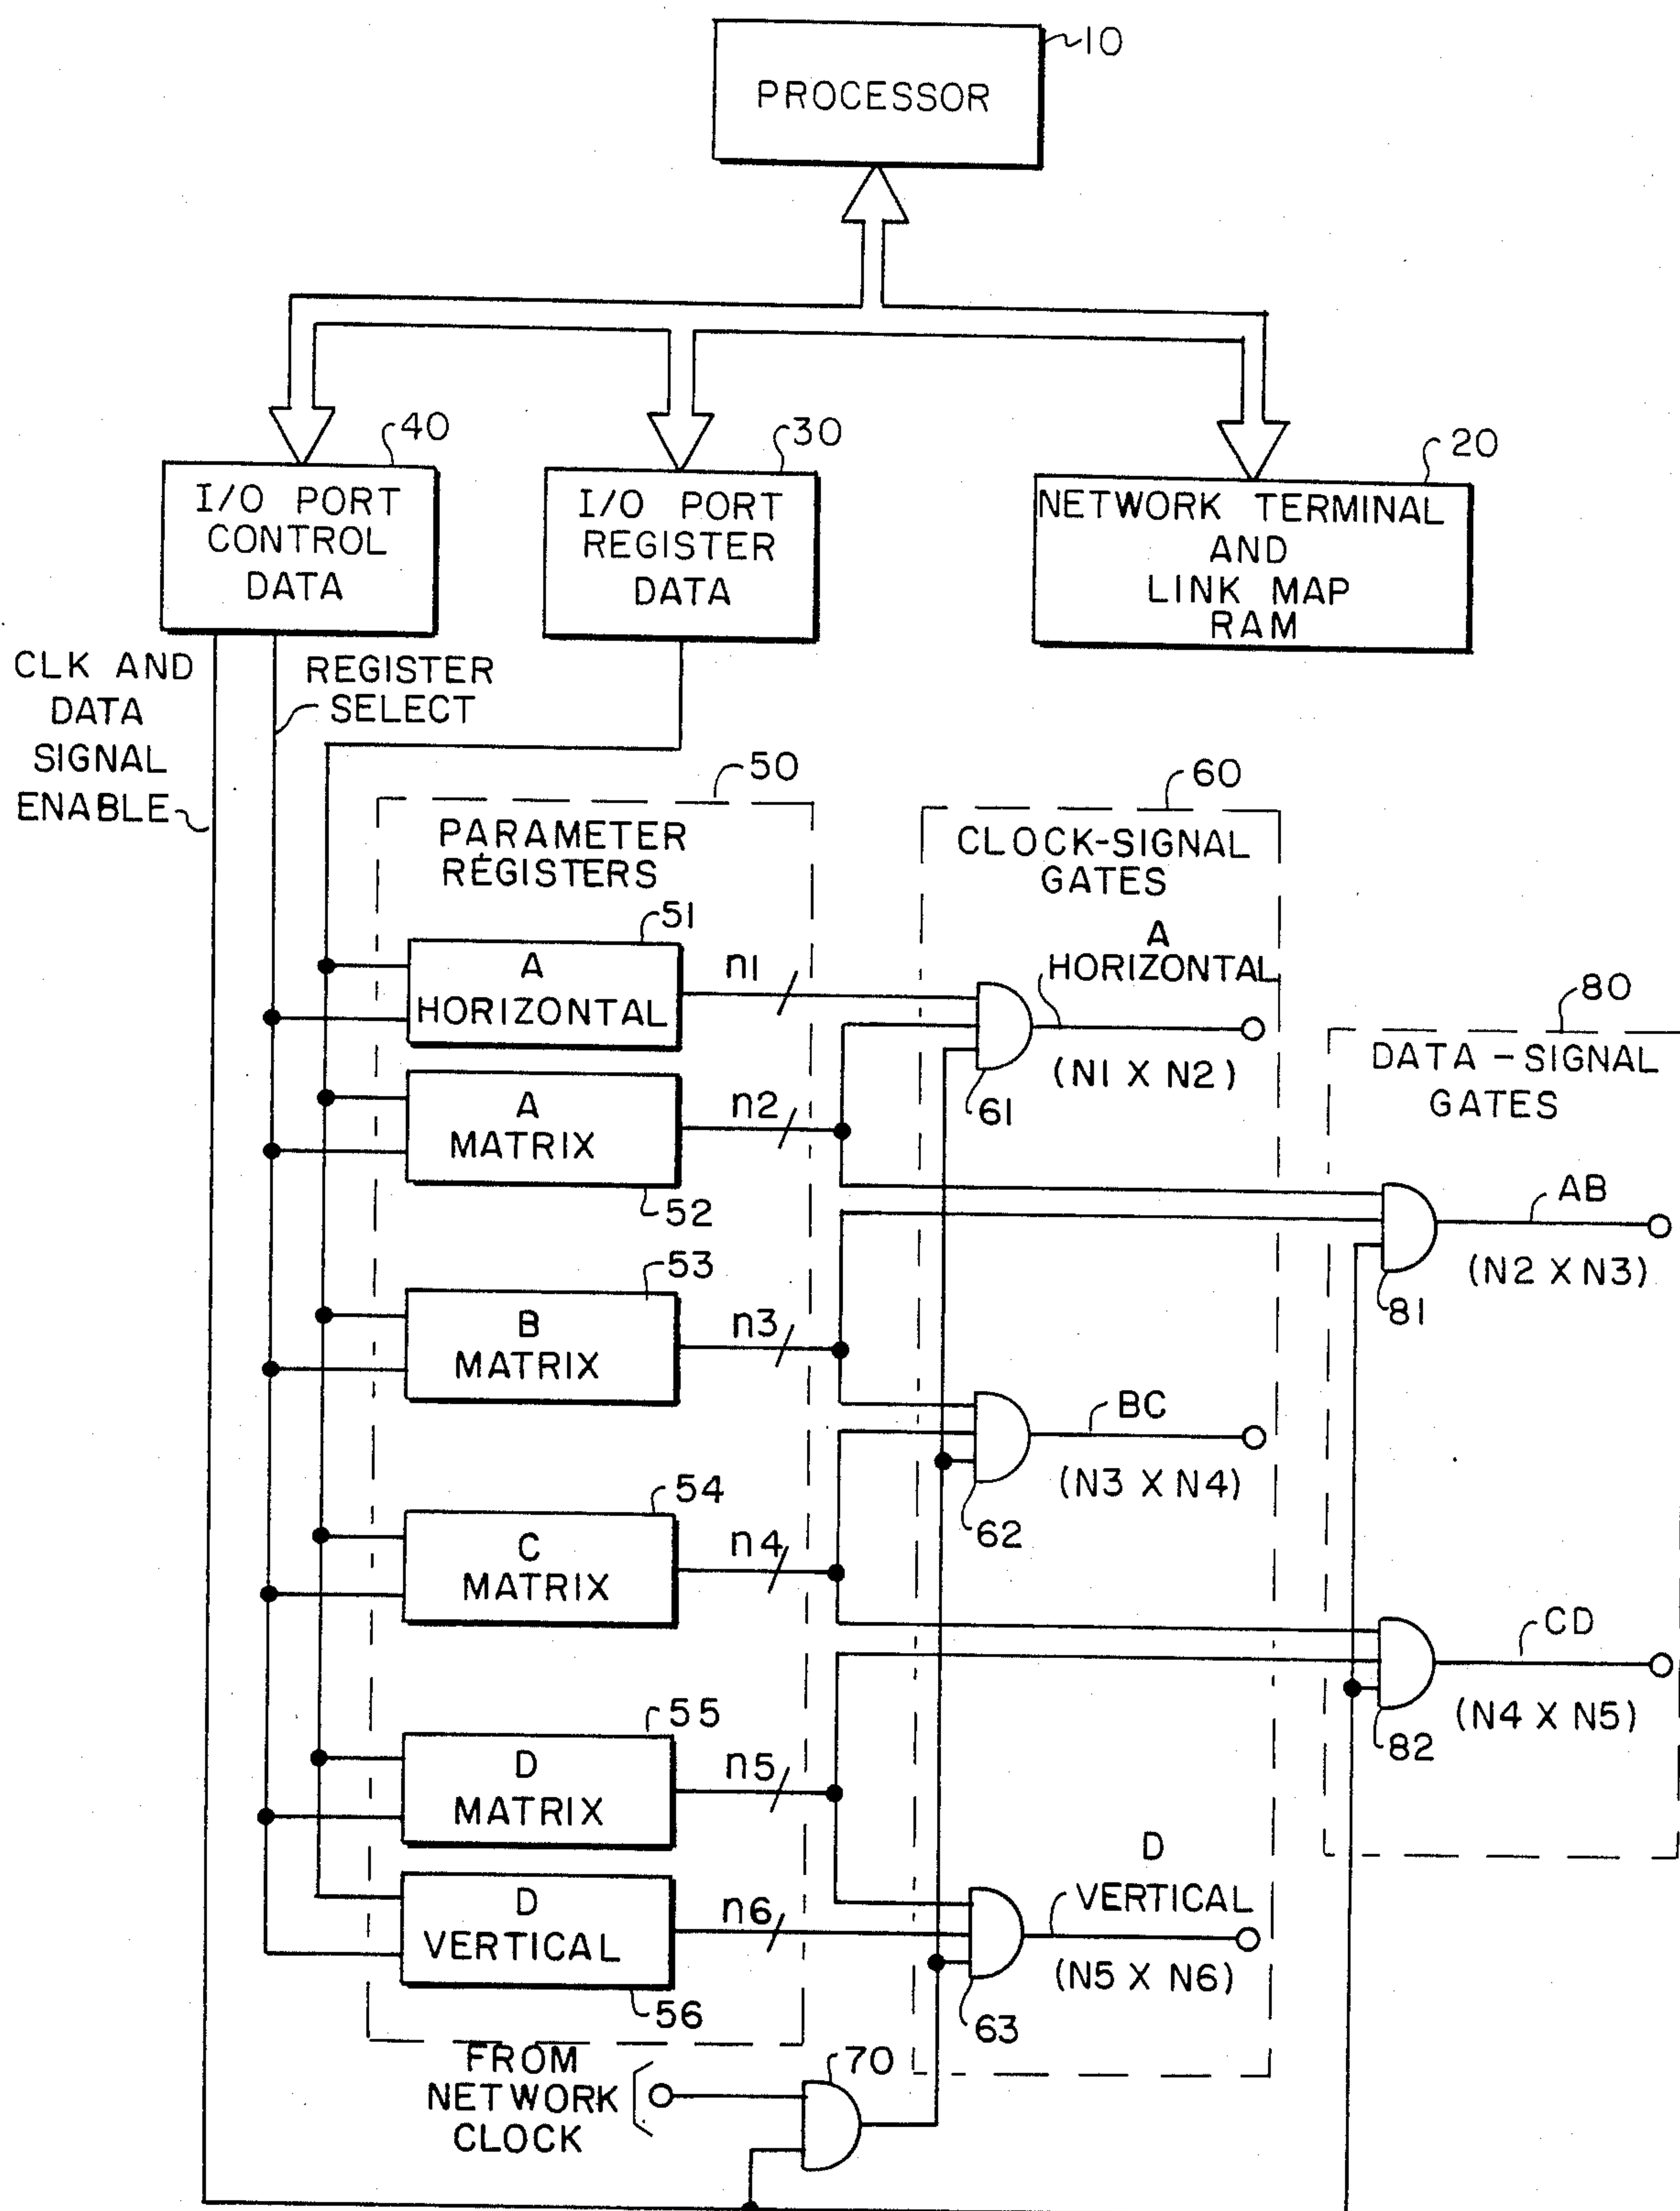 10
PROCESSOR
40
30
20
I/O PORT
CONTROL
DATA
I/O PORT
REGISTER
DATA
NETWORK TERMINAL
AND
LINK MAP
RAM
CLK AND
DATA
SIGNAL
ENABLE
REGISTER
SELECT
50
60
PARAMETER
REGISTERS
CLOCK-SIGNAL
GATES
51
A
HORIZONTAL
n1
A
HORIZONTAL
(N1 X N2)
61
80
DATA-SIGNAL
GATES
A
MATRIX
n2
52
AB
(N2 X N3)
81
53
B
MATRIX
n3
BC
(N3 X N4)
62
54
C
MATRIX
n4
CD
(N4 X N5)
82
55
D
MATRIX
n5
D
VERTICAL
n6
56
D
VERTICAL
(N5 X N6)
63
FROM
NETWORK
CLOCK
70